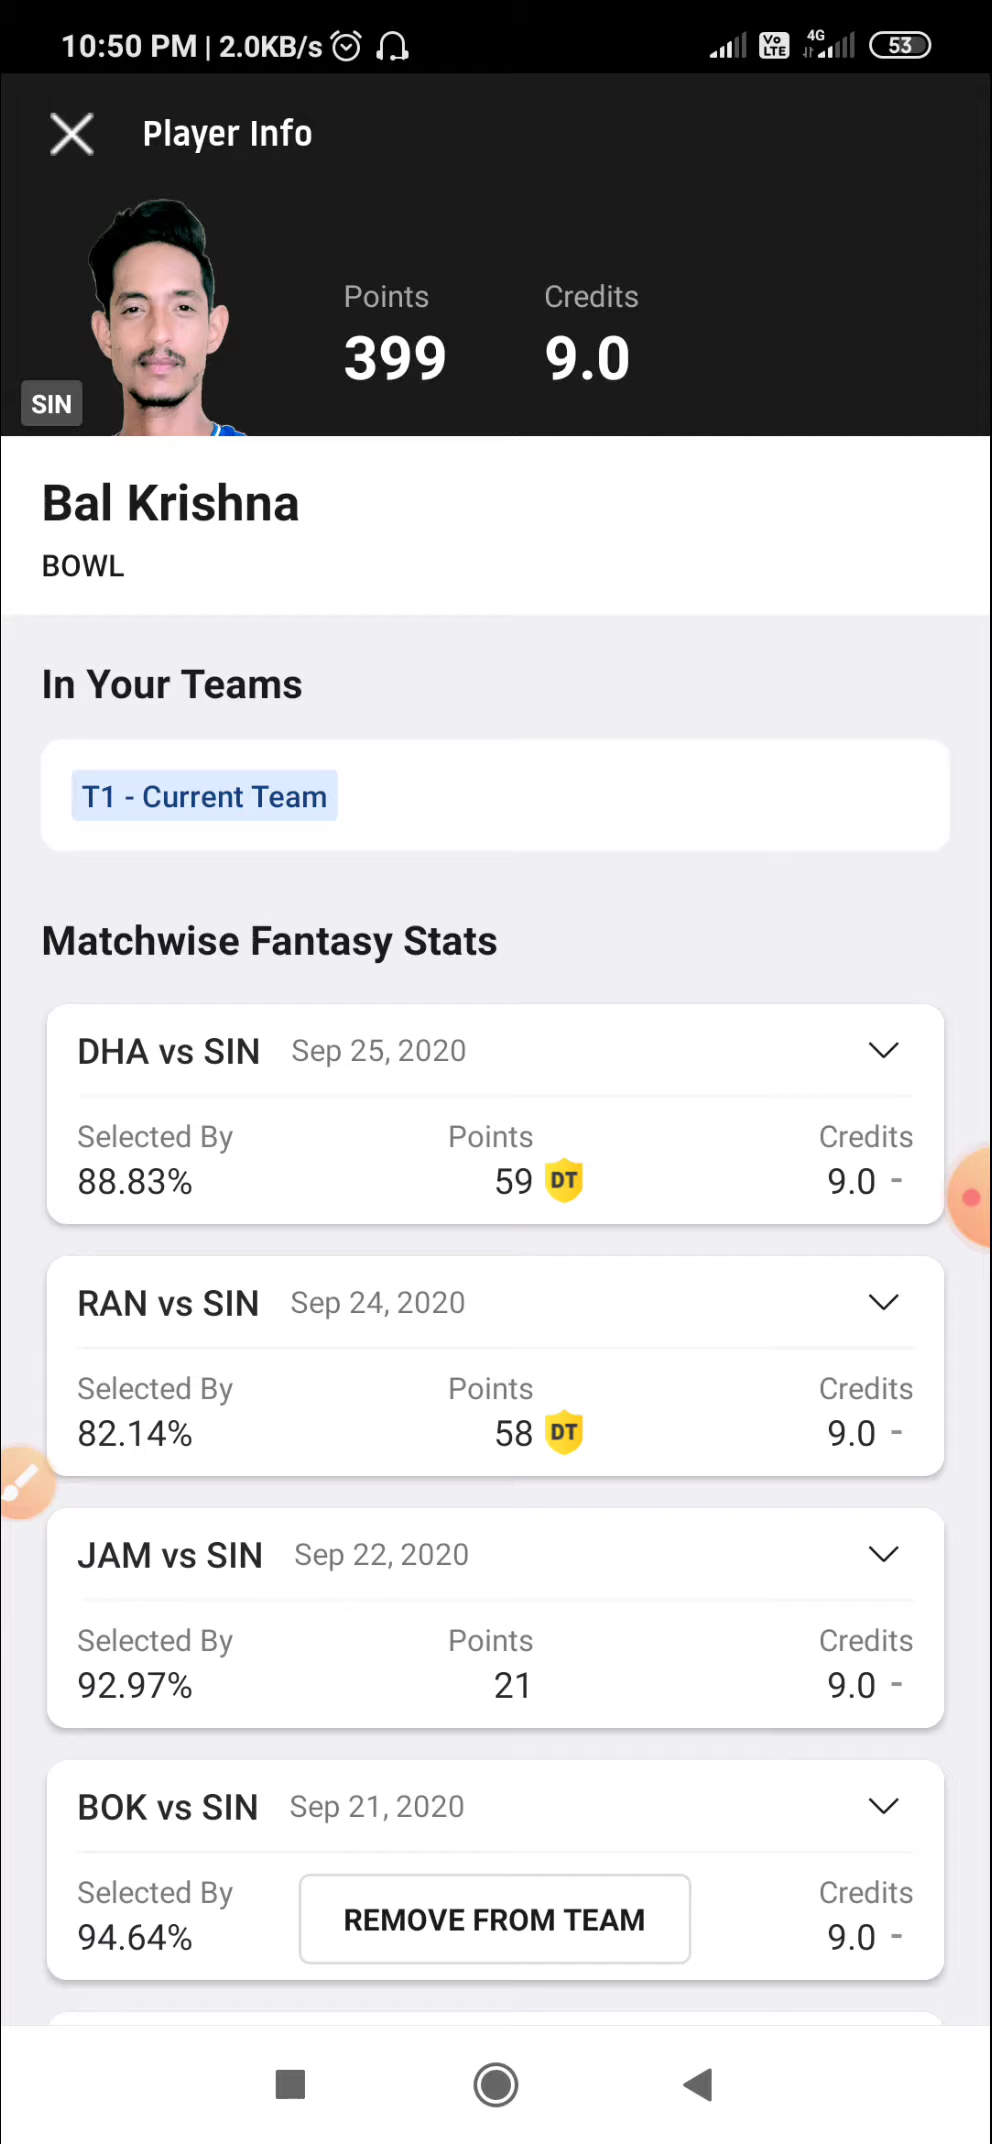 10:50 PM | 2.0KB/s Vo LTE 4G 53
Player Info
Points Credits
399 9.0
SIN
Bal Krishna
BOWL
In Your Teams
T1 - Current Team
Matchwise Fantasy Stats
DHA vs SIN Sep 25, 2020
Selected By Points Credits
88.83% 59 DT 9.0 -
RAN vs SIN Sep 24, 2020
Selected By Points Credits
82.14% 58 DT 9.0 -
JAM vs SIN Sep 22, 2020
Selected By Points Credits
92.97% 21 9.0 -
BOK vs SIN Sep 21, 2020
Selected By Credits
94.64% REMOVE FROM TEAM 9.0 -